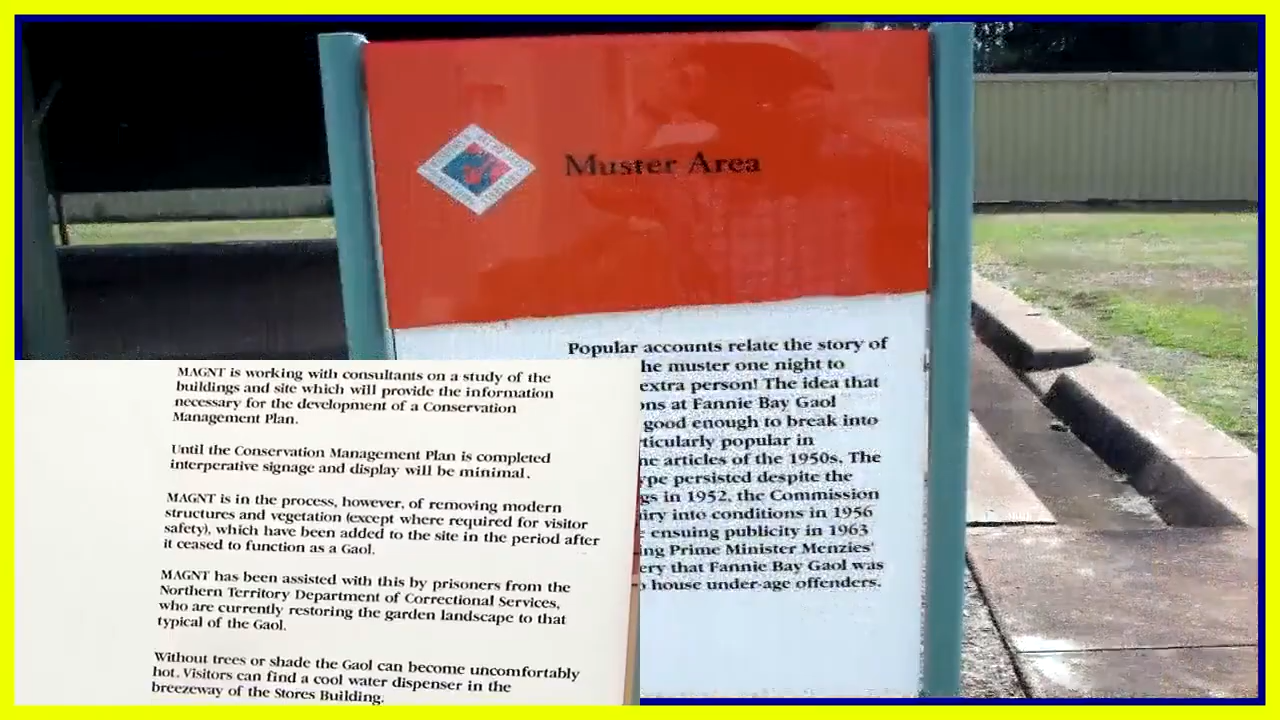 Muster Area
Popular accounts relate the story of
he muster one night to
extra person! The idea that
ons at Fannie Bay Gaol
good enough to break into
ticularly popular in
ne articles of the 1950s. The
ype persisted despite the
gs in 1952, the Commission
iry into conditions in 1956
ensuing publicity in 1963
ing Prime Minister Menzies'
ery that Fannie Bay Gaol was
o house under-age offenders.
MAGNT is working with consultants on a study of the
buildings and site which will provide the information
necessary for the development of a Conservation
Management Plan.
Until the Conservation Management Plan is completed
interperative signage and display will be minimal.
MAGNT is in the process, however, of removing modern
structures and vegetation (except where required for visitor
safety), which have been added to the site in the period after
it ceased to function as a Gaol.
MAGNT has been assisted with this by prisoners from the
Northern Territory Department of Correctional Services,
who are currently restoring the garden landscape to that
typical of the Gaol.
Without trees or shade the Gaol can become uncomfortably
hot. Visitors can find a cool water dispenser in the
breezeway of the Stores Building.